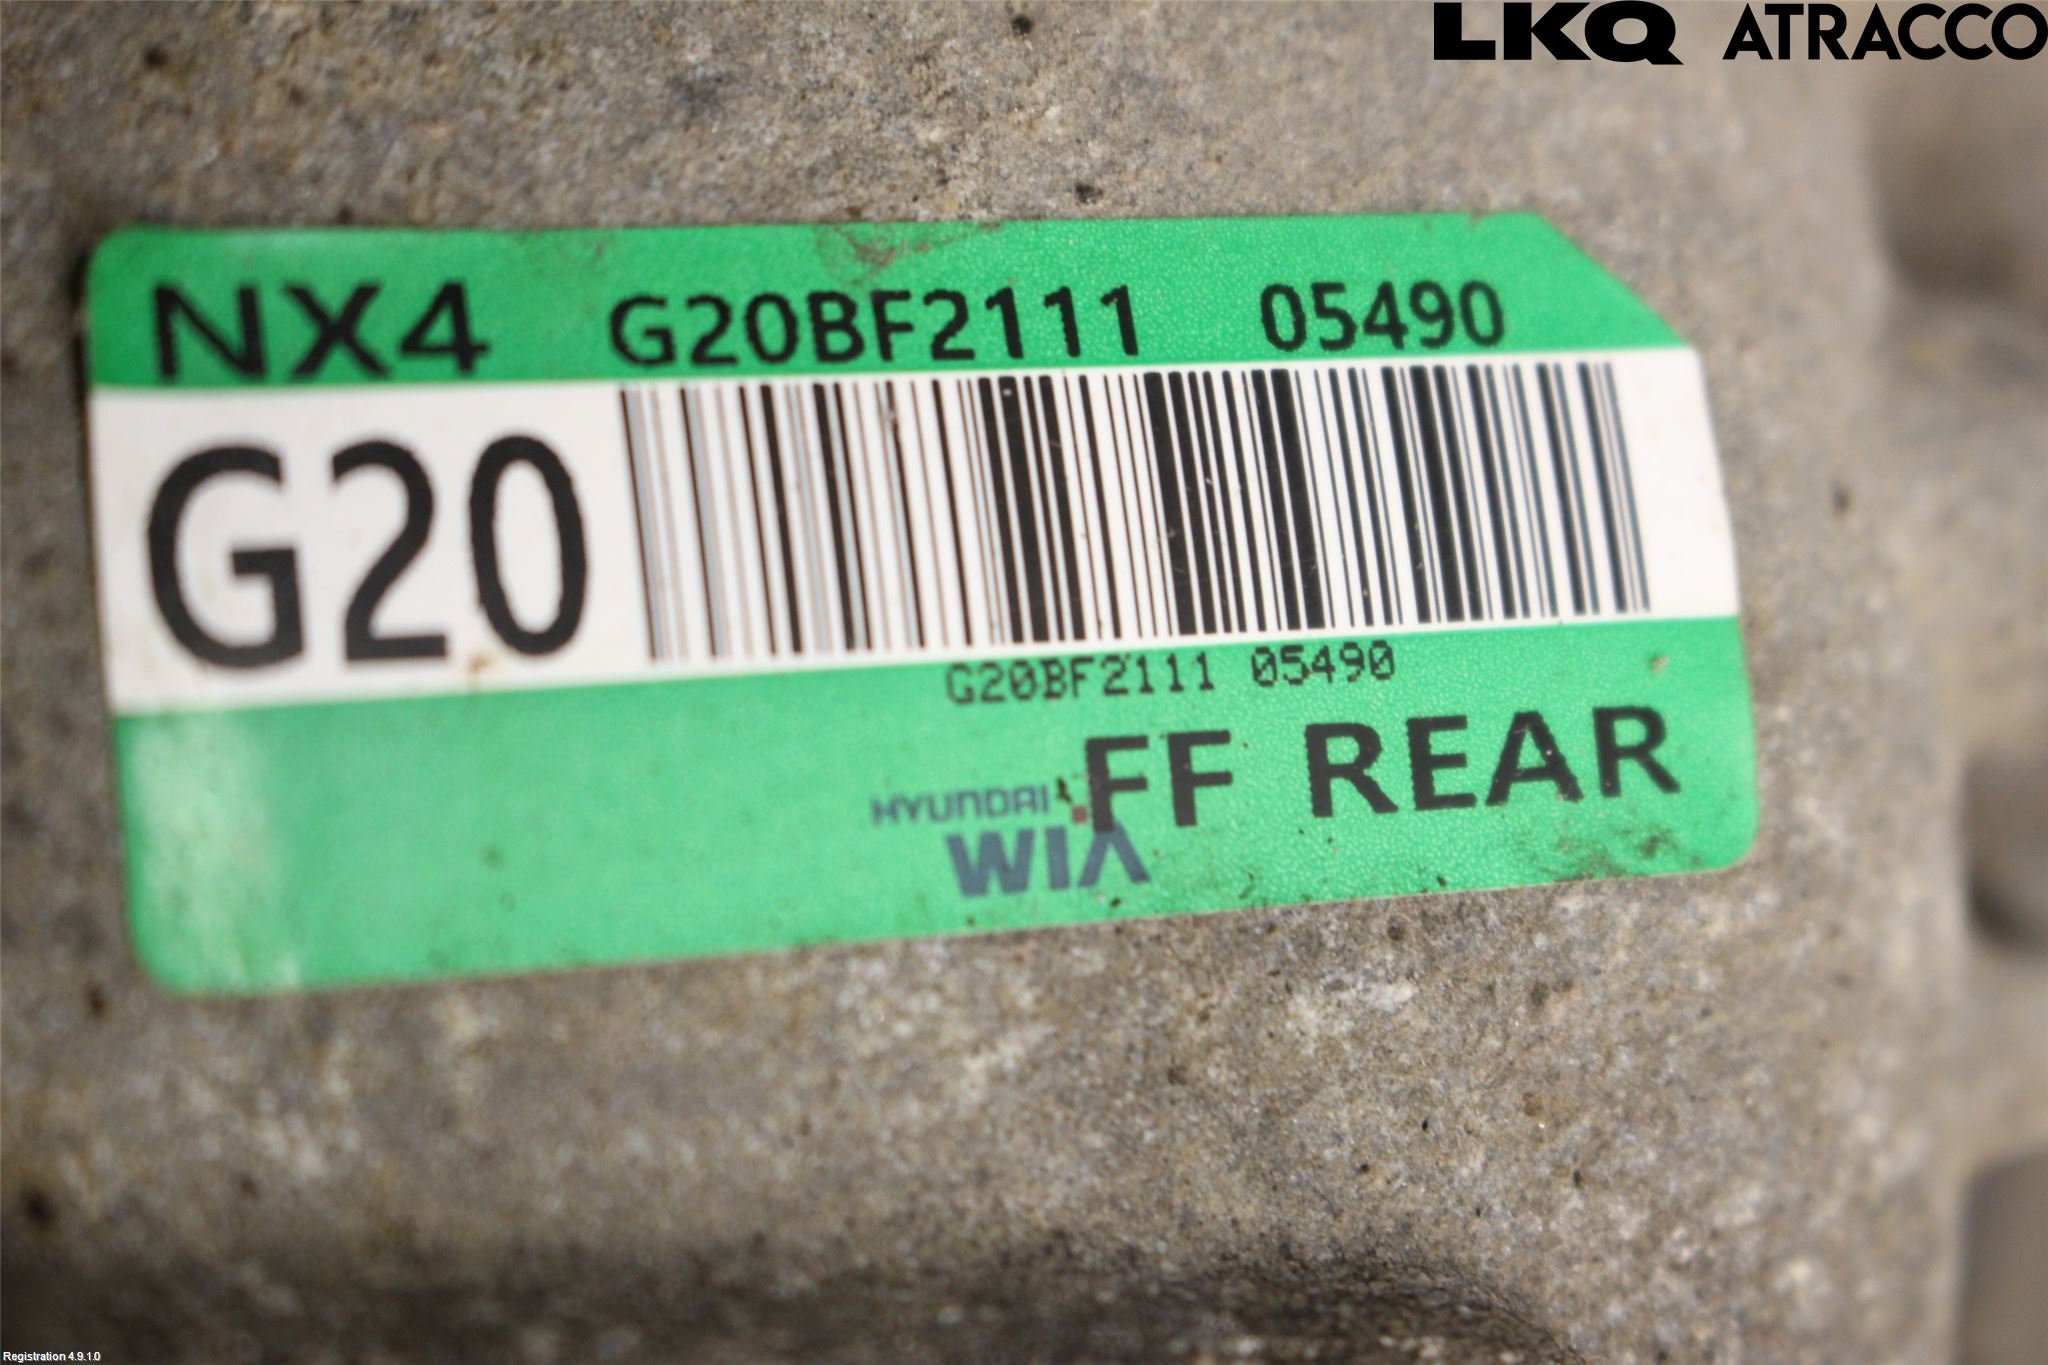 LKQ ATRACCO
NX4 G20BF2111 05490
G20
G20BF2111 05490
FF REAR
HYUNDAI
WIA
Registration 4.9.1.0